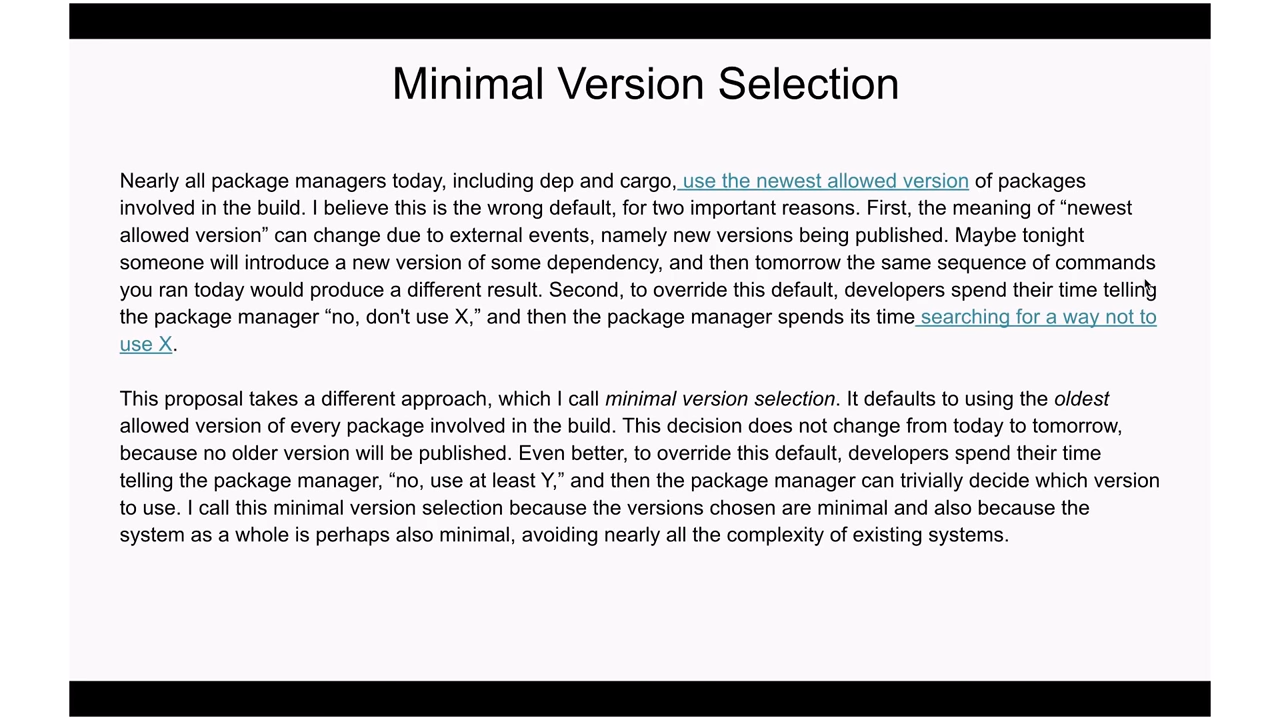 Minimal Version Selection
Nearly all package managers today, including dep and cargo, use the newest allowed version of packages
involved in the build. I believe this is the wrong default, for two important reasons. First, the meaning of “newest
allowed version” can change due to external events, namely new versions being published. Maybe tonight
someone will introduce a new version of some dependency, and then tomorrow the same sequence of commands
you ran today would produce a different result. Second, to override this default, developers spend their time telling
the package manager “no, don't use X,” and then the package manager spends its time searching for a way not to
use X.
This proposal takes a different approach, which I call minimal version selection. It defaults to using the oldest
allowed version of every package involved in the build. This decision does not change from today to tomorrow,
because no older version will be published. Even better, to override this default, developers spend their time
telling the package manager, “no, use at least Y,” and then the package manager can trivially decide which version
to use. I call this minimal version selection because the versions chosen are minimal and also because the
system as a whole is perhaps also minimal, avoiding nearly all the complexity of existing systems.